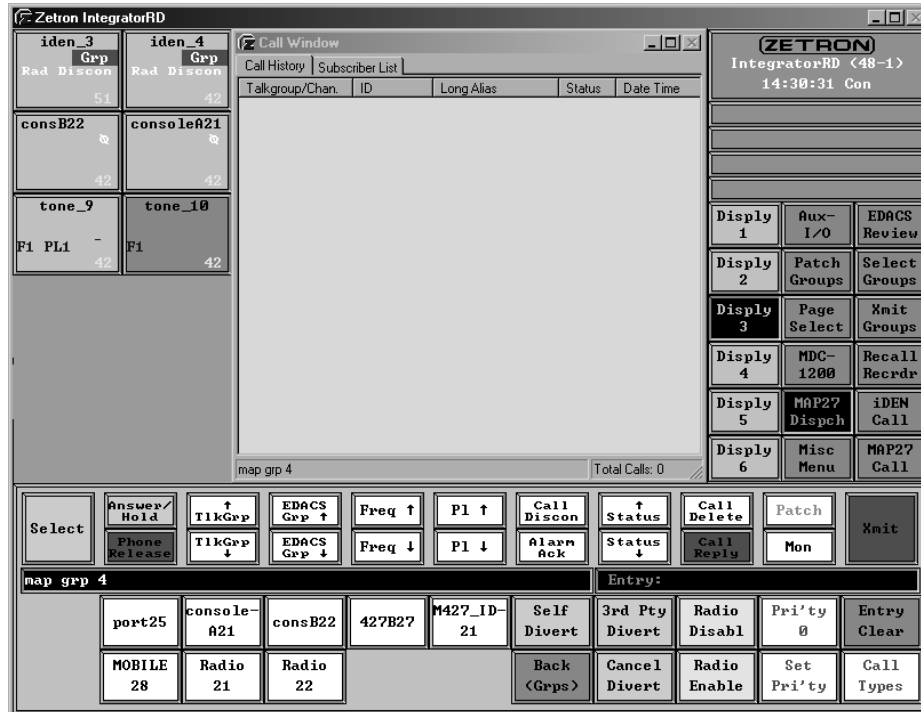 Zetron IntegratorRD
iden_3
Grp
Rad Discon
51
iden_4
Grp
Rad Discon
42
consB22
42
consoleA21
42
tone_9
F1 PL1 -
42
tone_10
F1
42
Call Window
Call History
Subscriber List
Talkgroup/Chan.
ID
Long Alias
Status
Date Time
map grp 4
Total Calls: 0
ZETRON
IntegratorRD (48-1)
14:30:31 Con
Disply
1
Aux-
I/O
EDACS
Review
Disply
2
Patch
Groups
Select
Groups
Disply
3
Page
Select
Xmit
Groups
Disply
4
MDC-
1200
Recall
Recrdr
Disply
5
MAP27
Dispch
iDEN
Call
Disply
6
Misc
Menu
MAP27
Call
Select
Answer/
Hold
↑
TlkGrp
EDACS
Grp ↑
Freq ↑
Pl ↑
Call
Discon
↑
Status
Call
Delete
Patch
Xmit
Phone
Release
TlkGrp
↓
EDACS
Grp ↓
Freq ↓
Pl ↓
Alarm
Ack
Status
↓
Call
Reply
Mon
map grp 4
Entry:
port25
console-
A21
consB22
427B27
M427_ID-
21
Self
Divert
3rd Pty
Divert
Radio
Disabl
Pri'ty
0
Entry
Clear
MOBILE
28
Radio
21
Radio
22
Back
(Grps)
Cancel
Divert
Radio
Enable
Set
Pri'ty
Call
Types